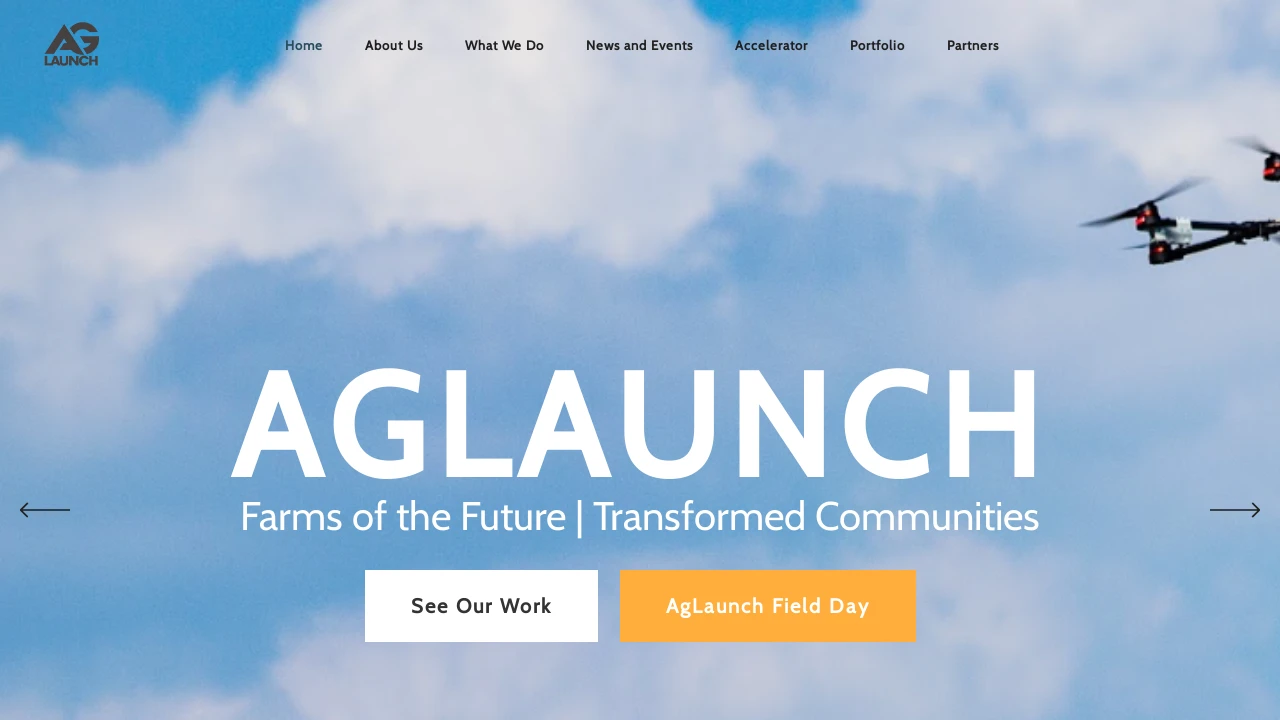 AG
LAUNCH
Home About Us What We Do News and Events Accelerator Portfolio Partners
AGLAUNCH
Farms of the Future | Transformed Communities
See Our Work AgLaunch Field Day